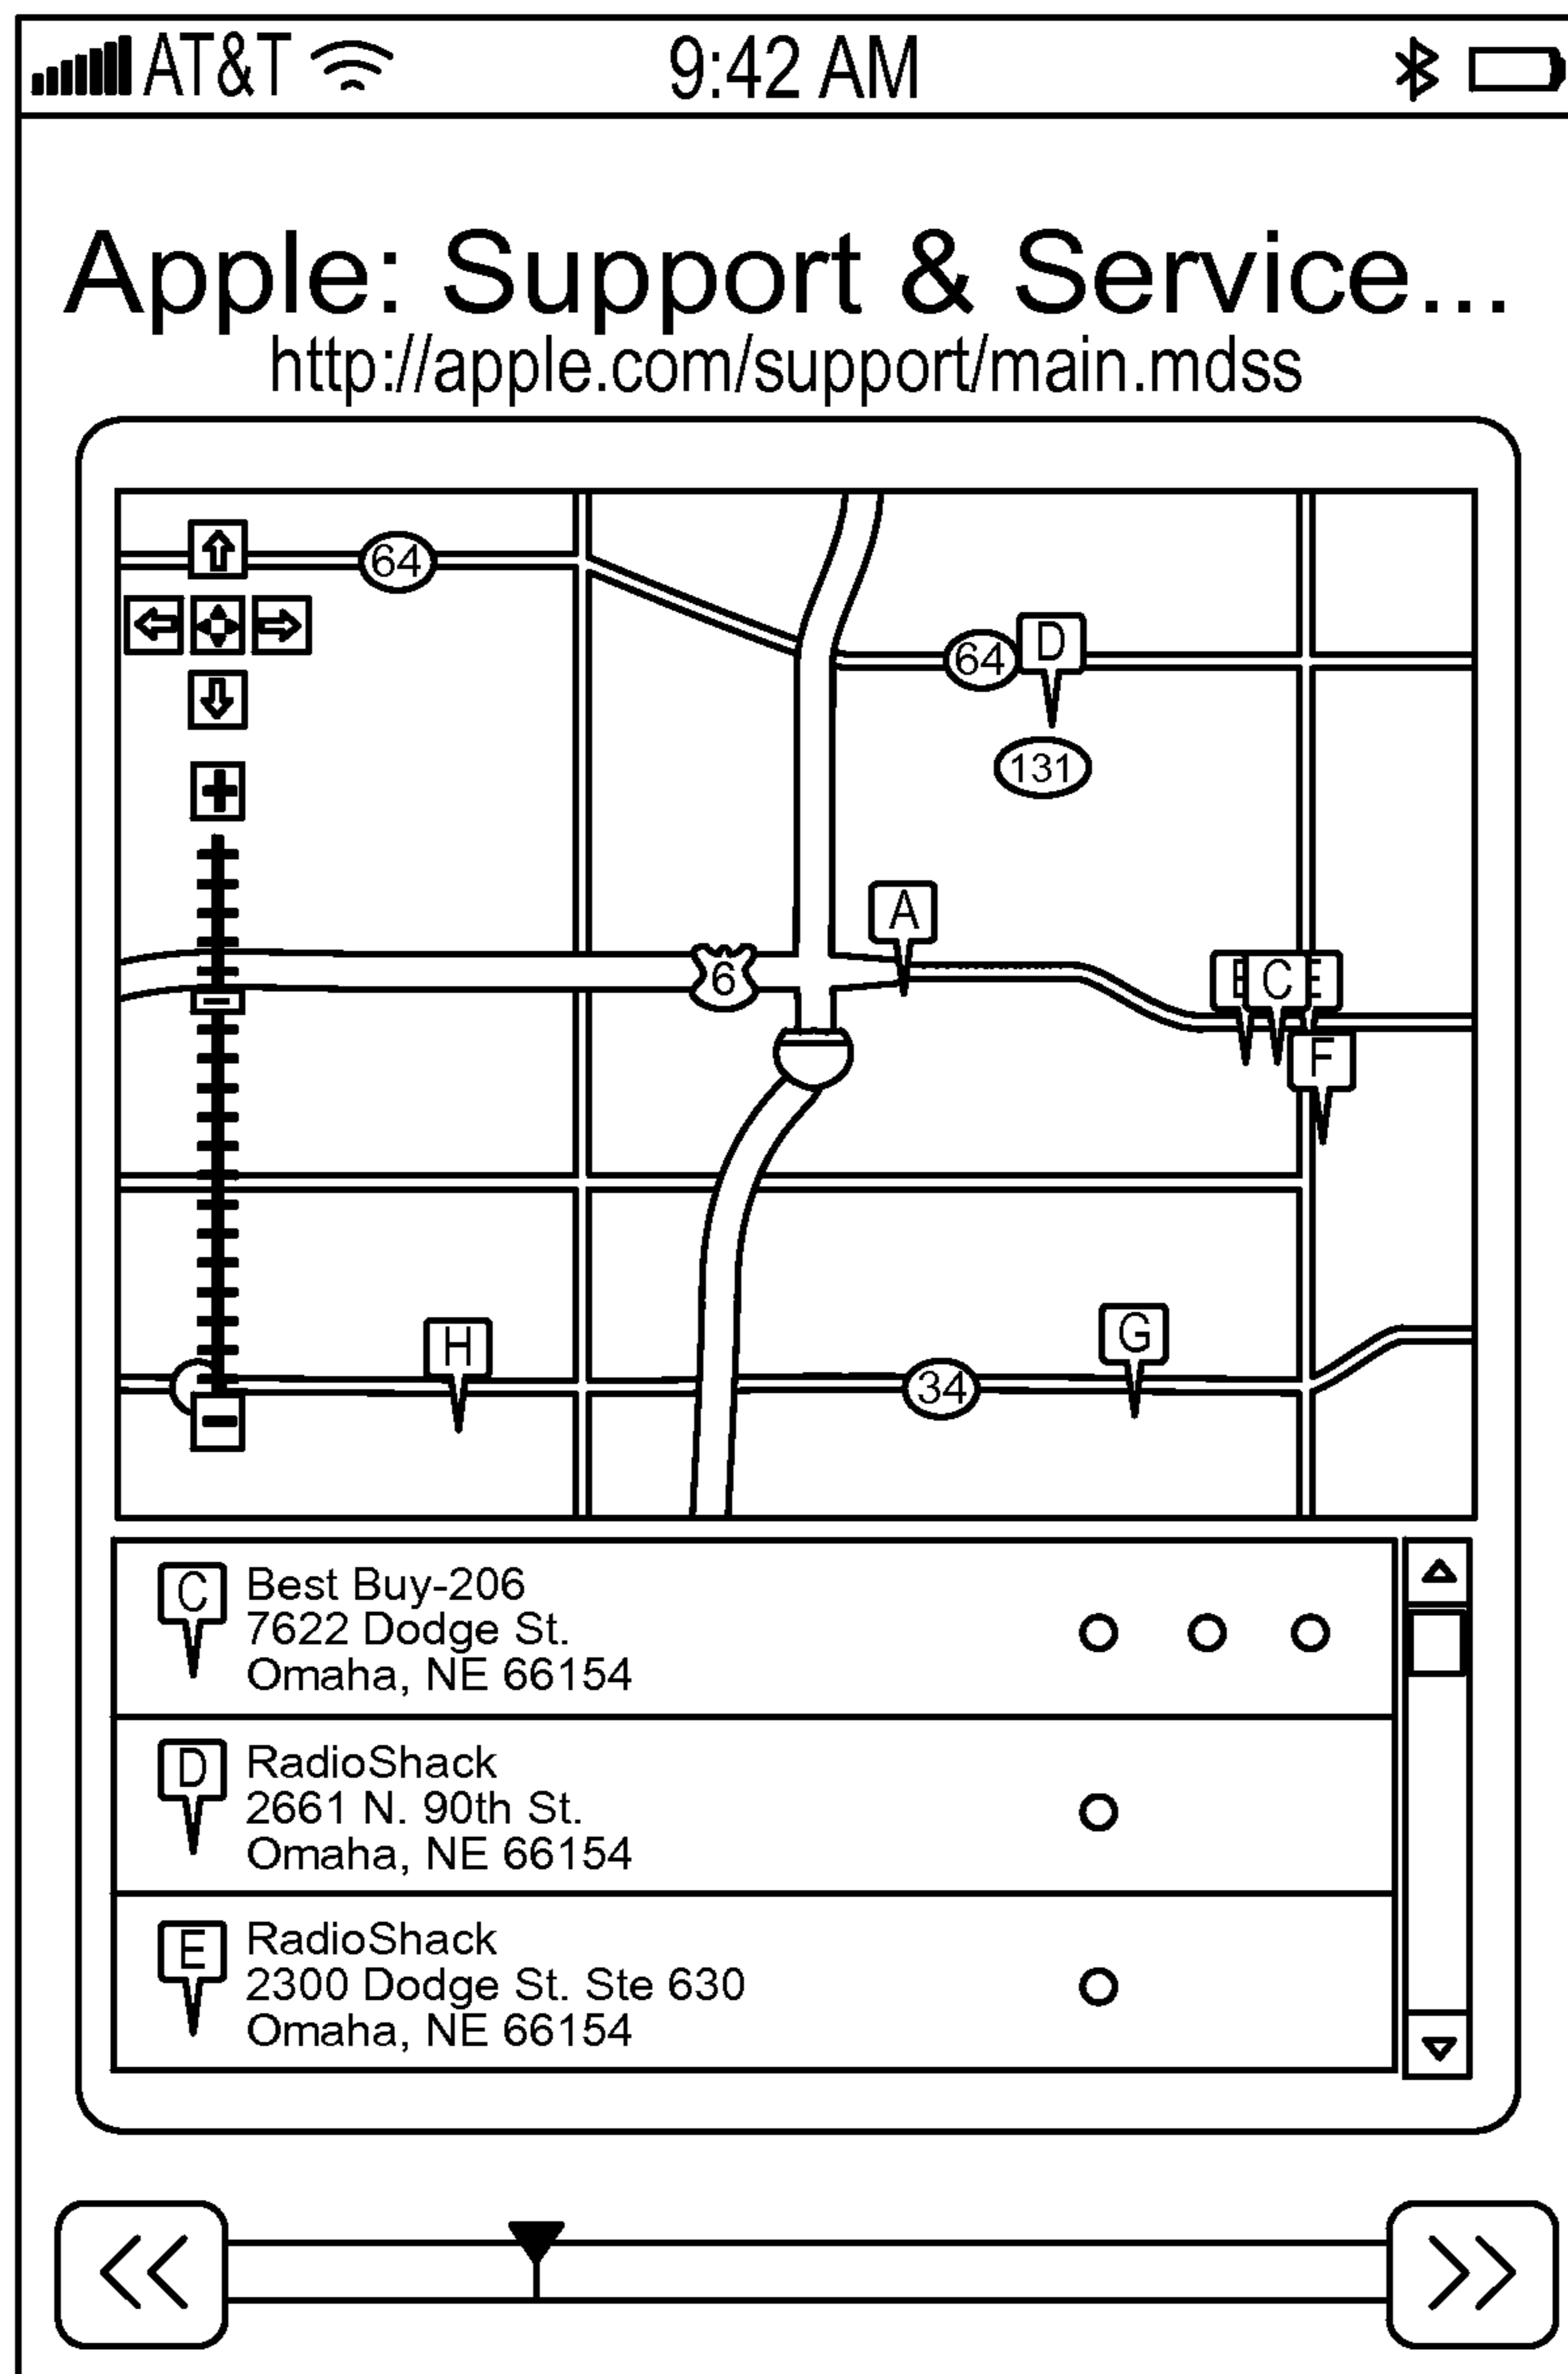 AT&T 9:42 AM
Apple: Support & Service...
http://apple.com/support/main.mdss
64
64
D
131
A
6
C
E
F
H
G
34
C
Best Buy-206
7622 Dodge St.
Omaha, NE 66154
D
RadioShack
2661 N. 90th St.
Omaha, NE 66154
E
RadioShack
2300 Dodge St. Ste 630
Omaha, NE 66154